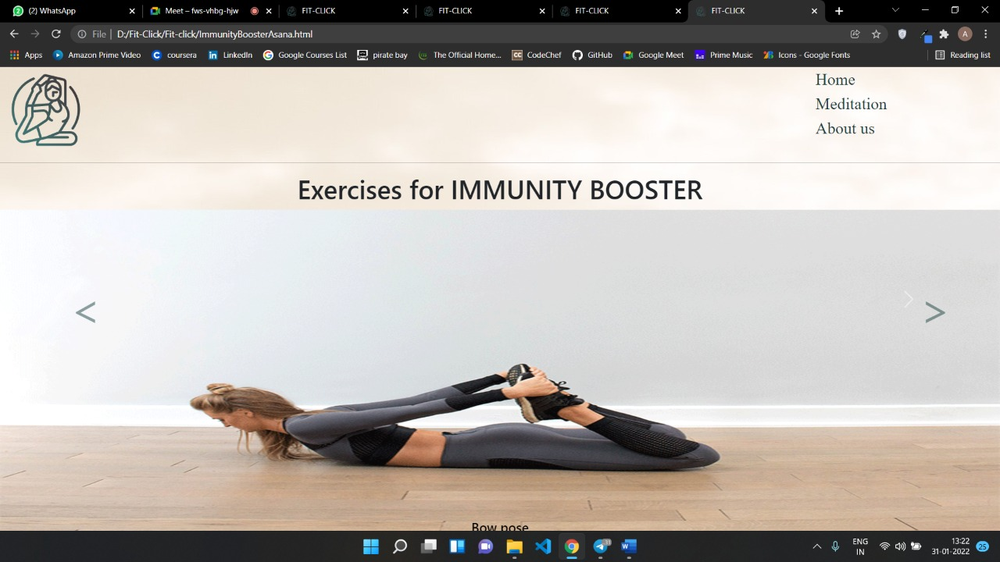 (2) WhatsApp
Meet – fws-vhbg-hjw
FIT-CLICK
FIT-CLICK
FIT-CLICK
FIT-CLICK
File
D:/Fit-Click/Fit-click/ImmunityBoosterAsana.html
A
Apps
Amazon Prime Video
coursera
LinkedIn
Google Courses List
pirate bay
The Official Home...
CC CodeChef
GitHub
Google Meet
Prime Music
Icons - Google Fonts
Reading list
Home
Meditation
About us
Exercises for IMMUNITY BOOSTER
<
>
Bow pose
ENG
IN
13:22
31-01-2022
25